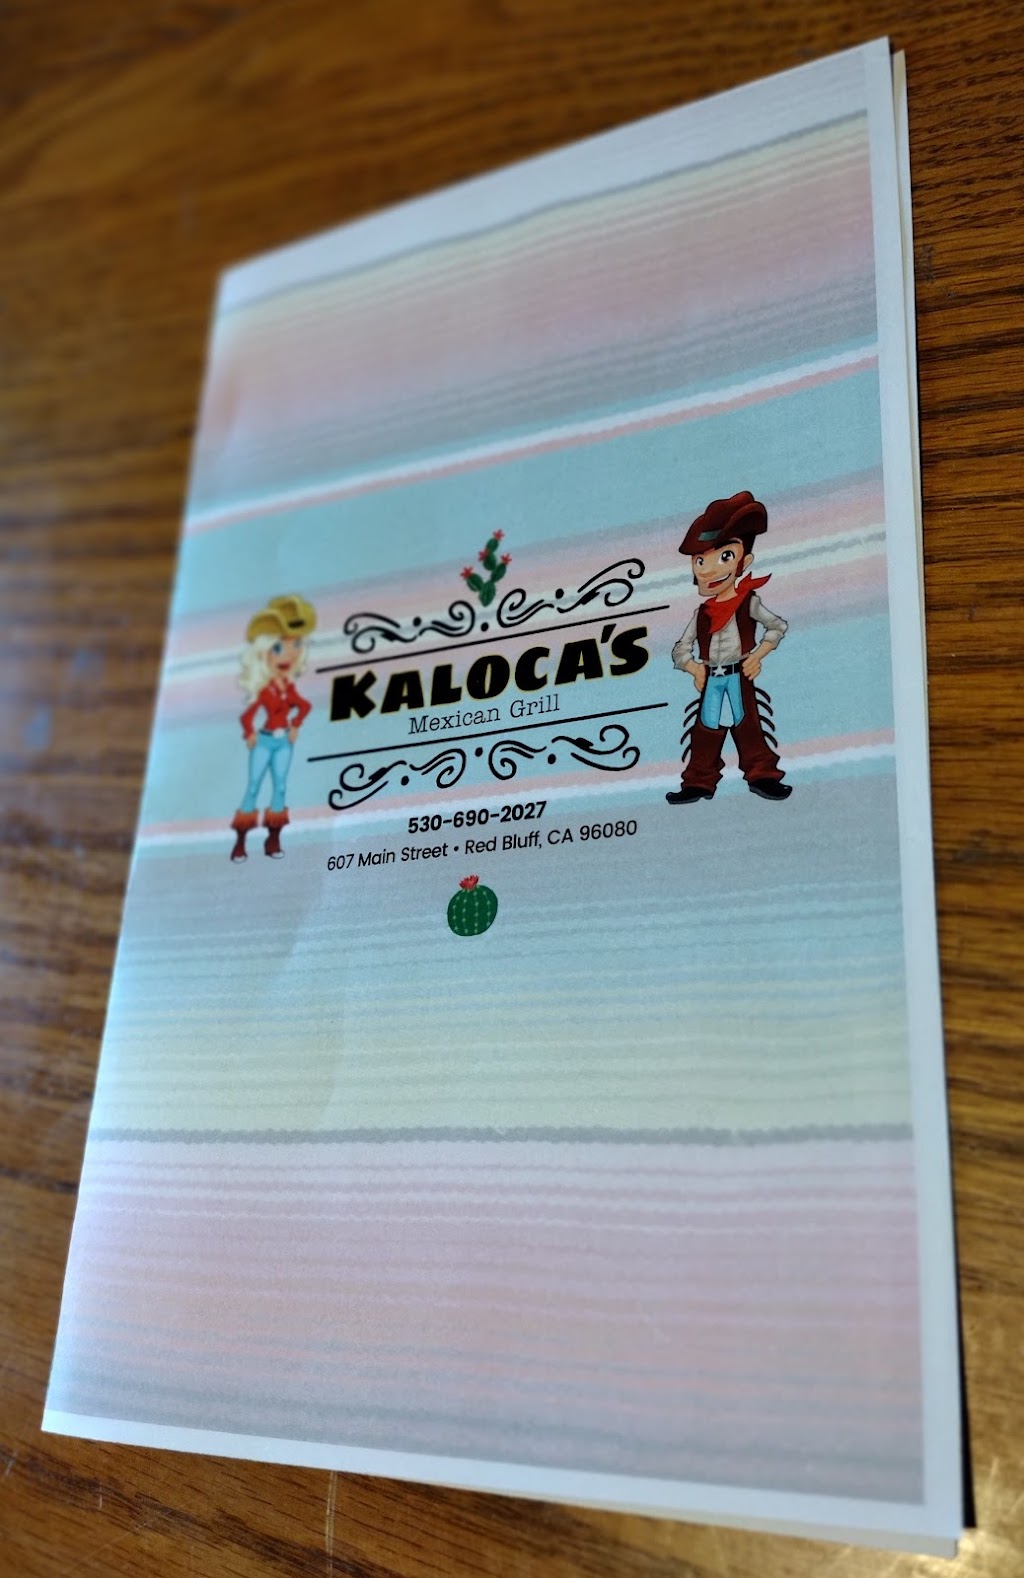 KALOCA'S
Mexican Grill
530-690-2027
607 Main Street • Red Bluff, CA 96080